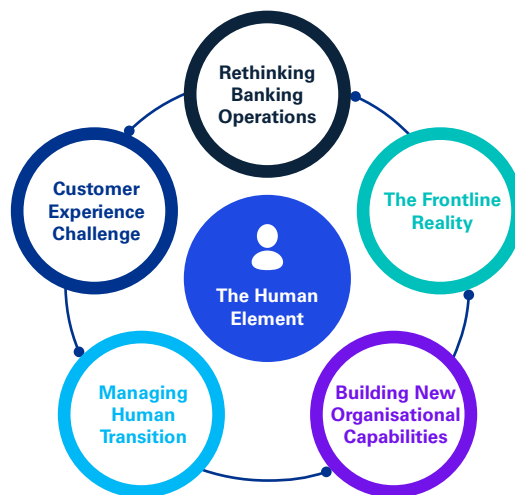 Rethinking
Banking
Operations
Customer
Experience
Challenge
The Frontline
Reality
The Human
Element
Managing
Human
Transition
Building New
Organisational
Capabilities